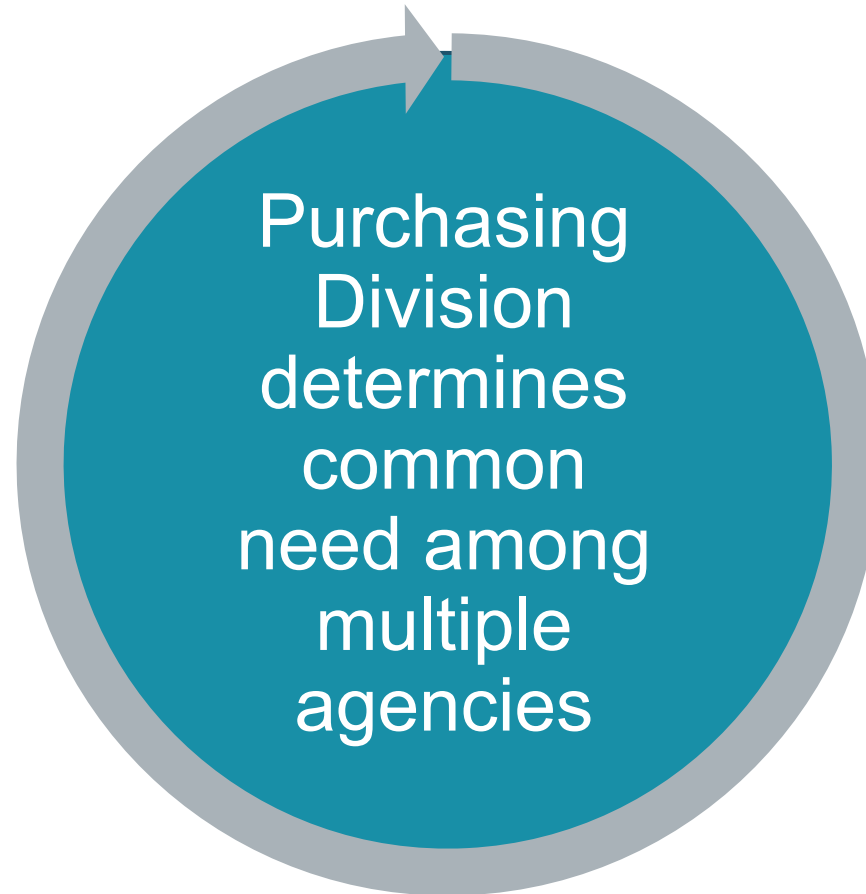 Purchasing
Division
determines
common
need among
multiple
agencies